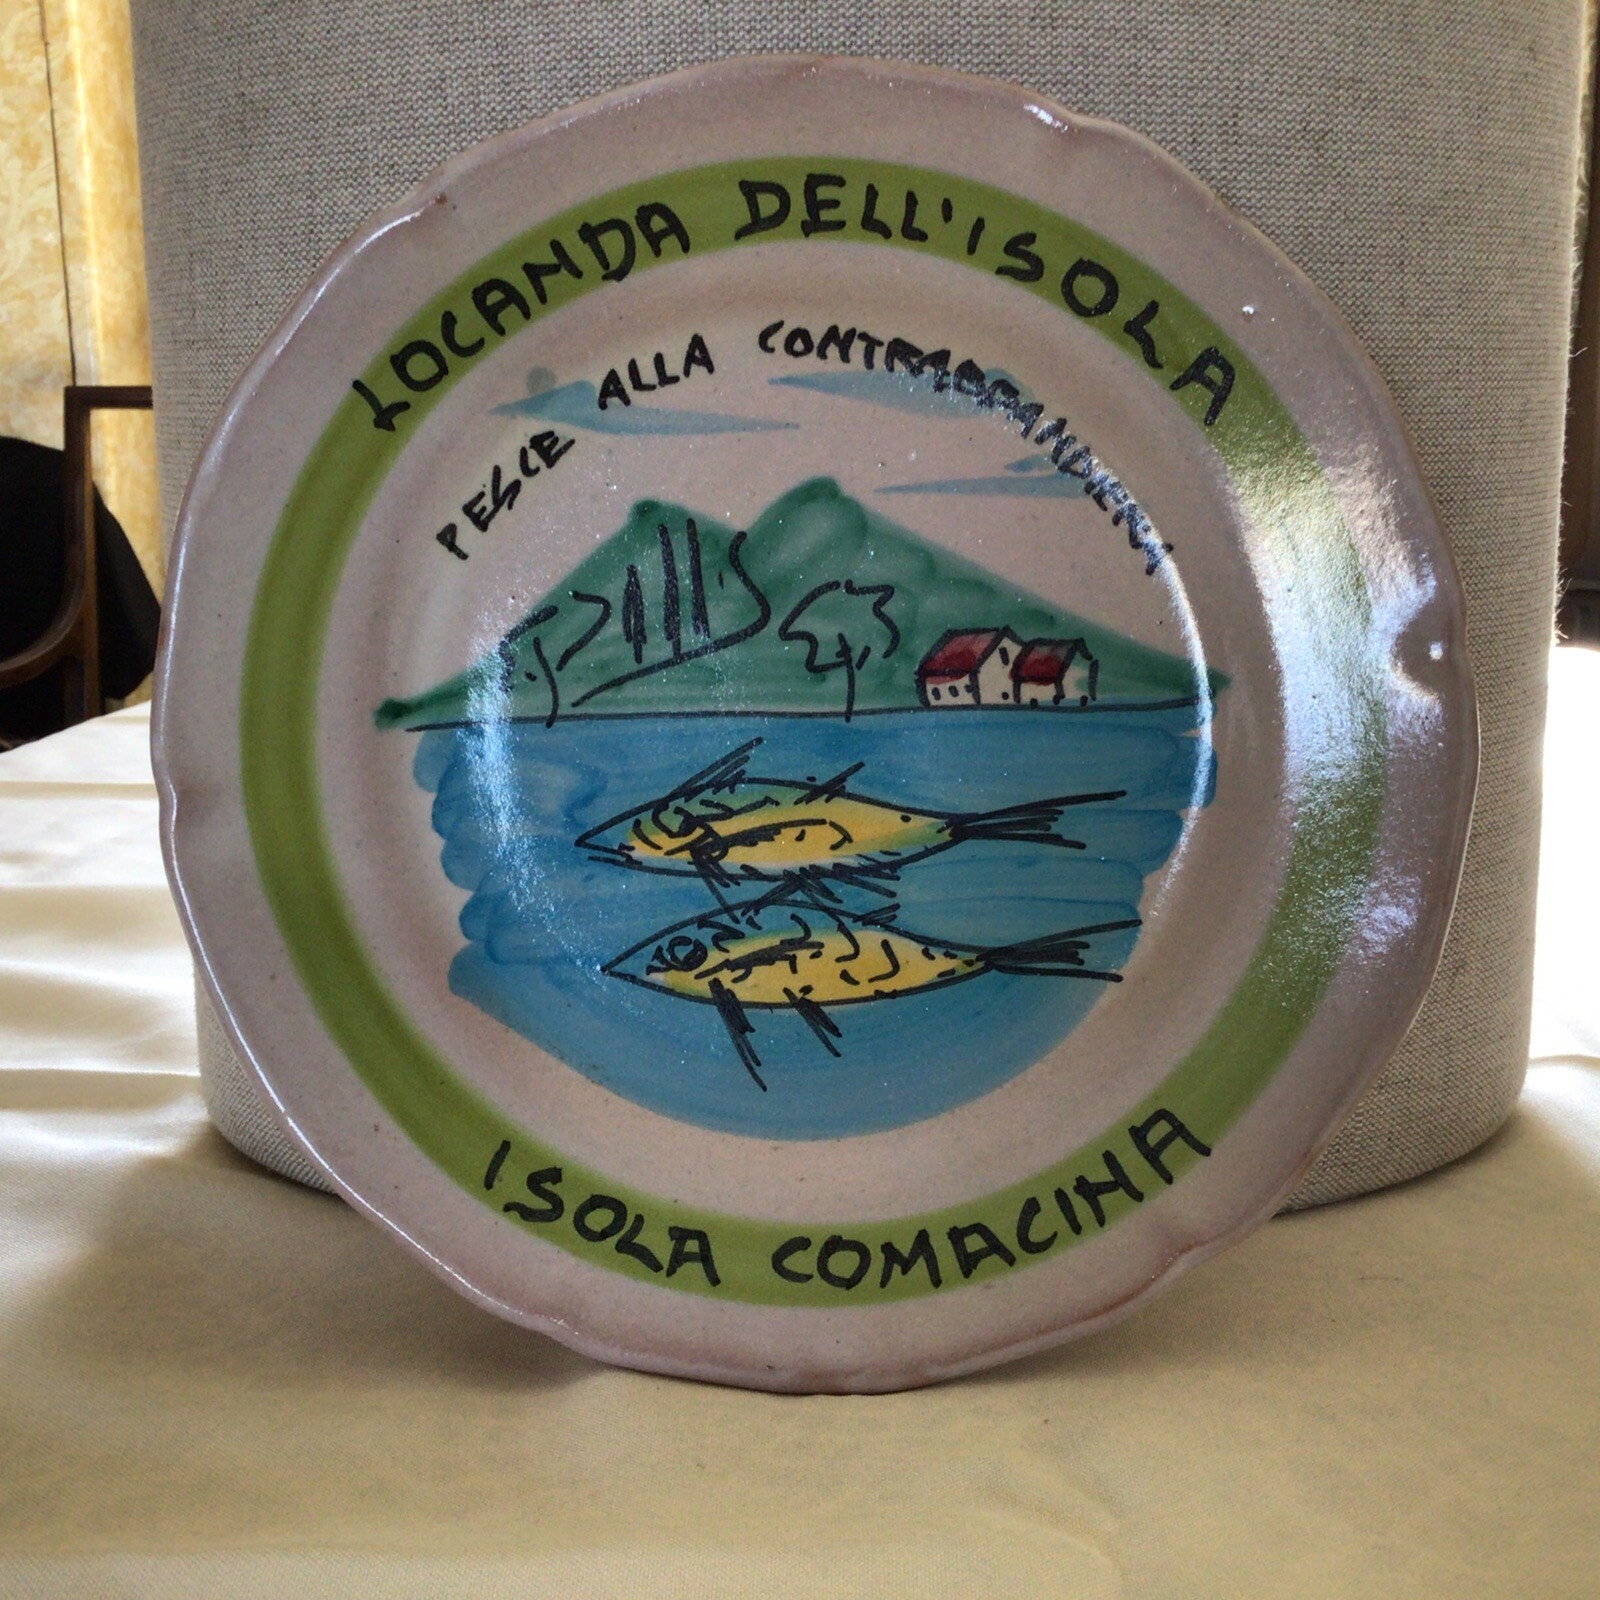 LOCANDA DELL'ISOLA
PESCE ALLA CONTRABBANDIERA
ISOLA COMACINA